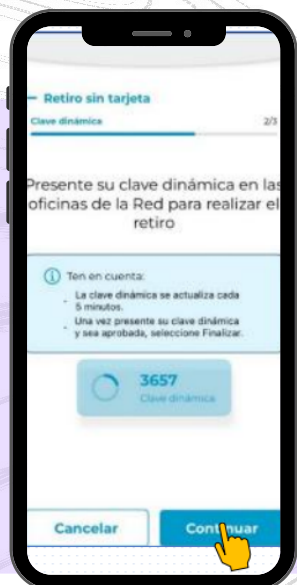 Retiro sin tarjeta
Clave dinámica 2/3
Presente su clave dinámica en las
oficinas de la Red para realizar el
retiro
Ten en cuenta:
La clave dinámica se actualiza cada
5 minutos.
Una vez presente su clave dinámica
y sea aprobada, seleccione Finalizar.
3657
Clave dinámica
Cancelar Continuar